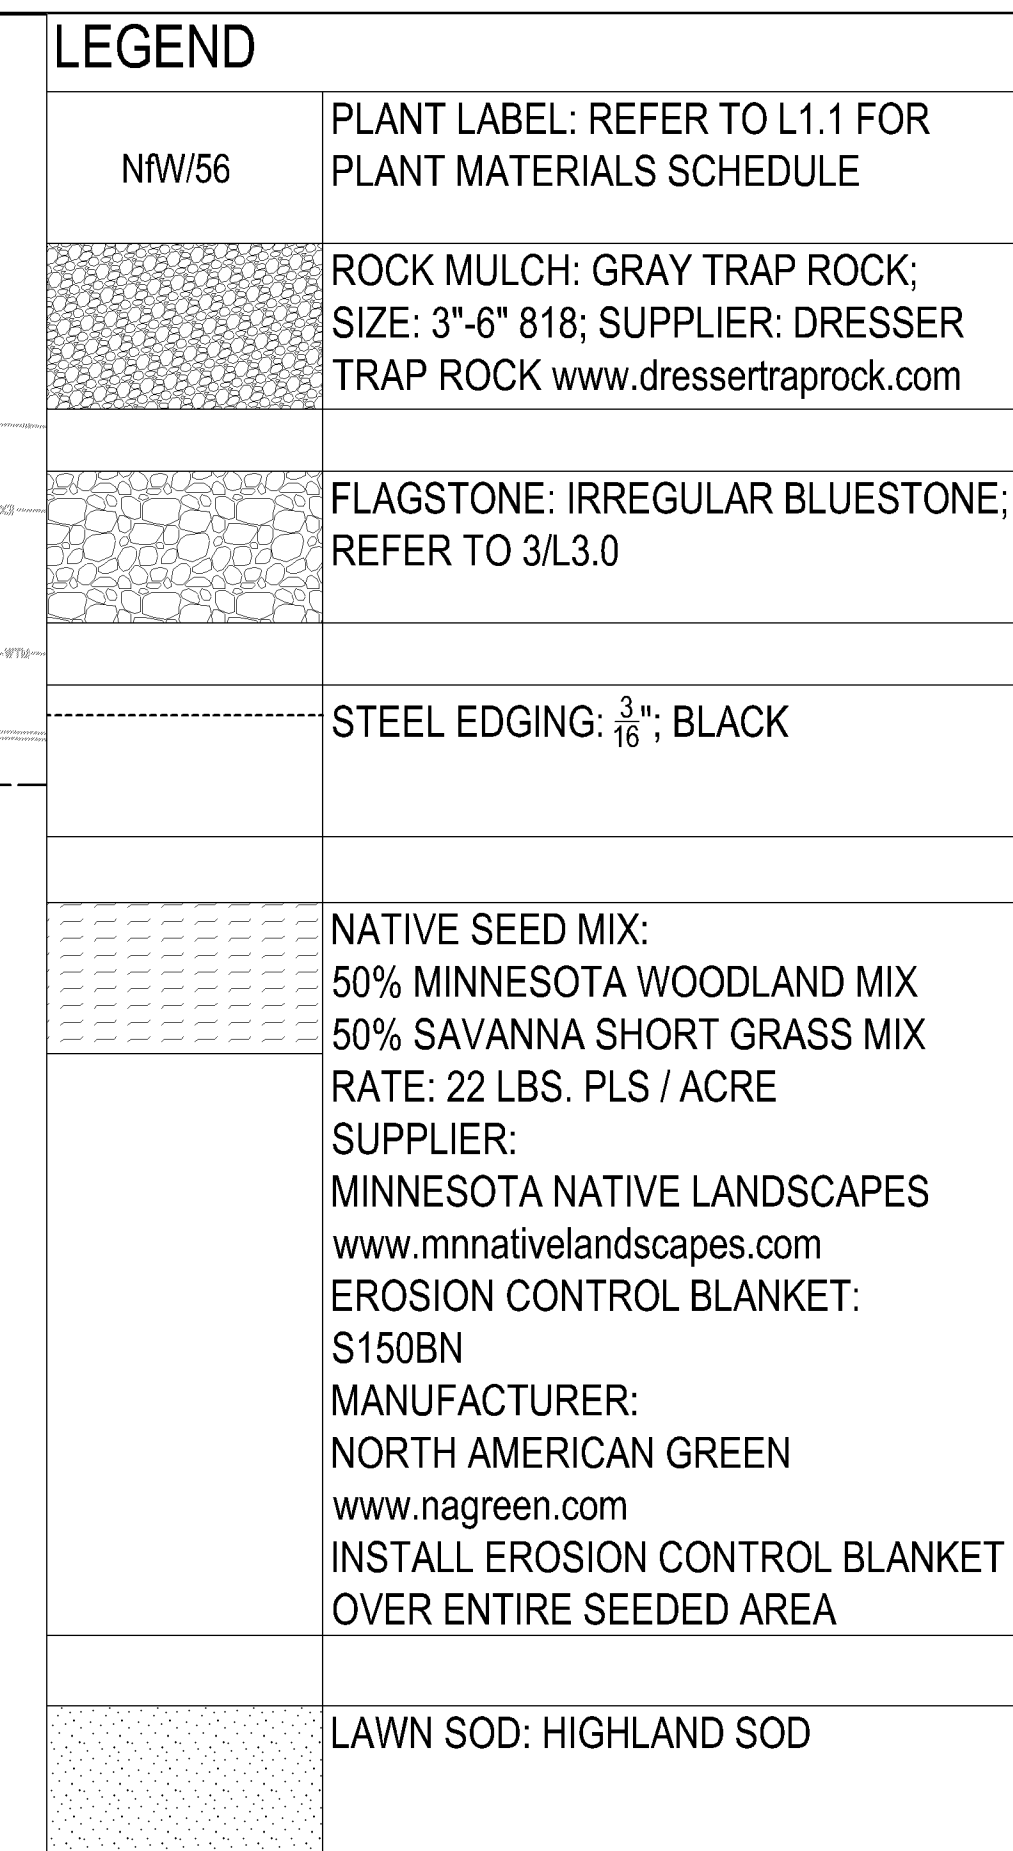 LEGEND
NfW/56
PLANT LABEL: REFER TO L1.1 FOR
PLANT MATERIALS SCHEDULE
ROCK MULCH: GRAY TRAP ROCK;
SIZE: 3"-6" 818; SUPPLIER: DRESSER
TRAP ROCK www.dressertraprock.com
FLAGSTONE: IRREGULAR BLUESTONE;
REFER TO 3/L3.0
STEEL EDGING: 3/16"; BLACK
NATIVE SEED MIX:
50% MINNESOTA WOODLAND MIX
50% SAVANNA SHORT GRASS MIX
RATE: 22 LBS. PLS / ACRE
SUPPLIER:
MINNESOTA NATIVE LANDSCAPES
www.mnnativelandscapes.com
EROSION CONTROL BLANKET:
S150BN
MANUFACTURER:
NORTH AMERICAN GREEN
www.nagreen.com
INSTALL EROSION CONTROL BLANKET
OVER ENTIRE SEEDED AREA
LAWN SOD: HIGHLAND SOD